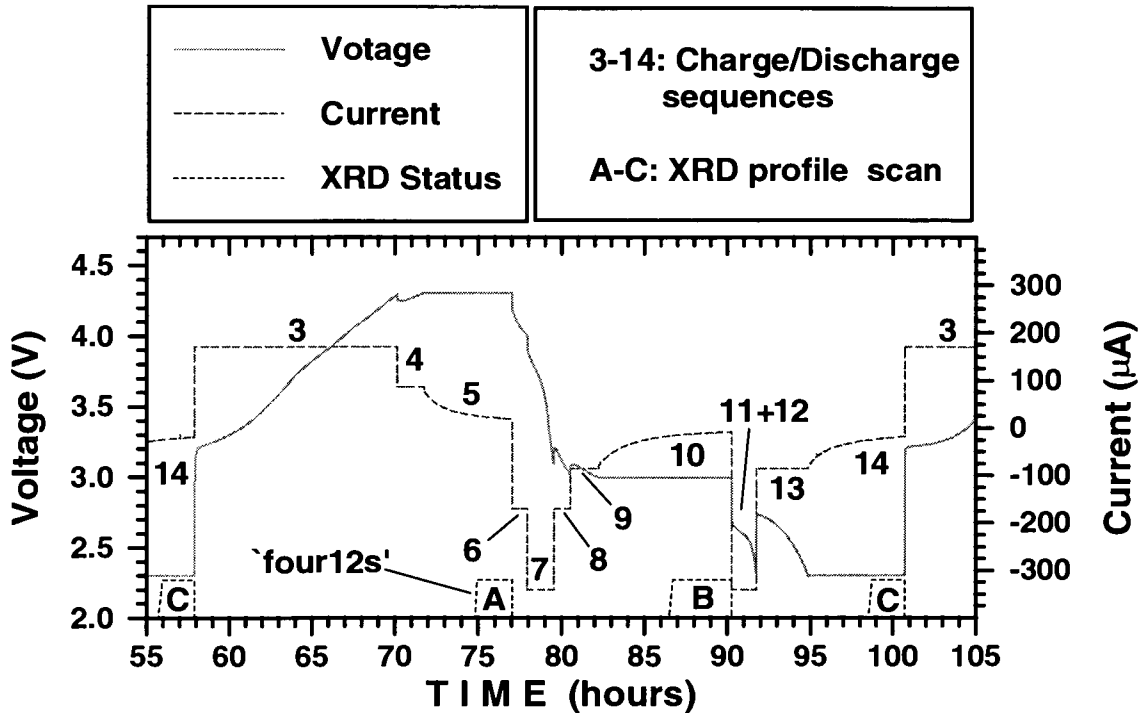 Votage
Current
XRD Status
3-14: Charge/Discharge
sequences
A-C: XRD profile scan
Voltage (V)
4.5
4.0
3.5
3.0
2.5
2.0
300
200
100
0
-100
-200
-300
Current (μA)
3
3
4
5
14
11+12
10
13
14
9
6
7
8
`four12s'
C
A
B
C
55
60
65
70
75
80
85
90
95
100
105
TIME (hours)